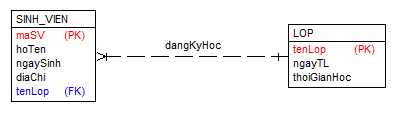 SINH_VIEN
maSV (PK)
hoTen
ngaySinh
diaChi
tenLop (FK)
dangKyHoc
LOP
tenLop (PK)
ngayTL
thoiGianHoc